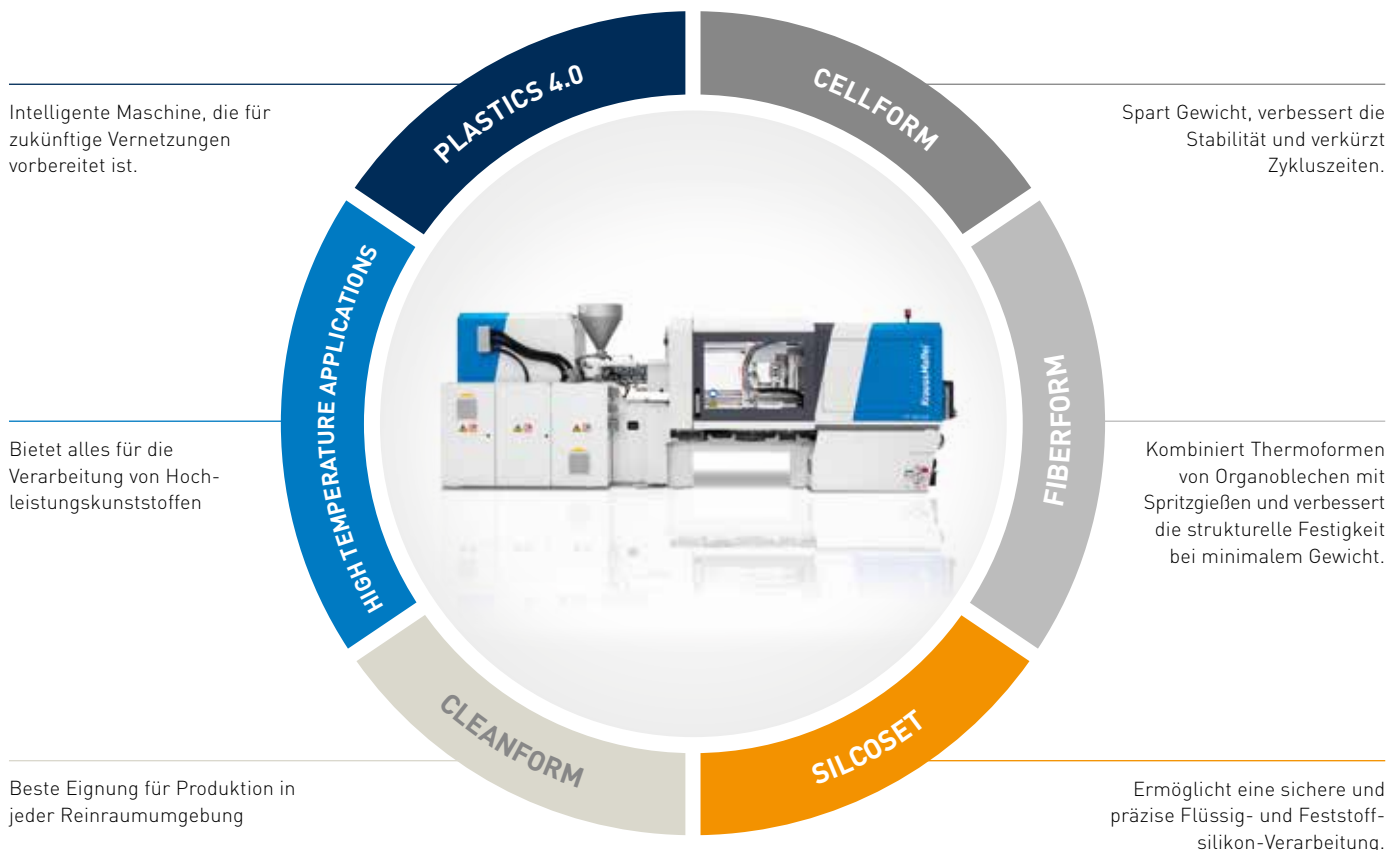 PLASTICS 4.0
Intelligente Maschine, die für
zukünftige Vernetzungen
vorbereitet ist.
CELLFORM
Spart Gewicht, verbessert die
Stabilität und verkürzt
Zykluszeiten.
HIGH TEMPERATURE APPLICATIONS
Bietet alles für die
Verarbeitung von Hoch-
leistungskunststoffen
KraussMaffei
FIBERFORM
Kombiniert Thermoformen
von Organoblechen mit
Spritzgießen und verbessert
die strukturelle Festigkeit
bei minimalem Gewicht.
CLEANFORM
Beste Eignung für Produktion in
jeder Reinraumumgebung
SILCOSET
Ermöglicht eine sichere und
präzise Flüssig- und Feststoff-
silikon-Verarbeitung.